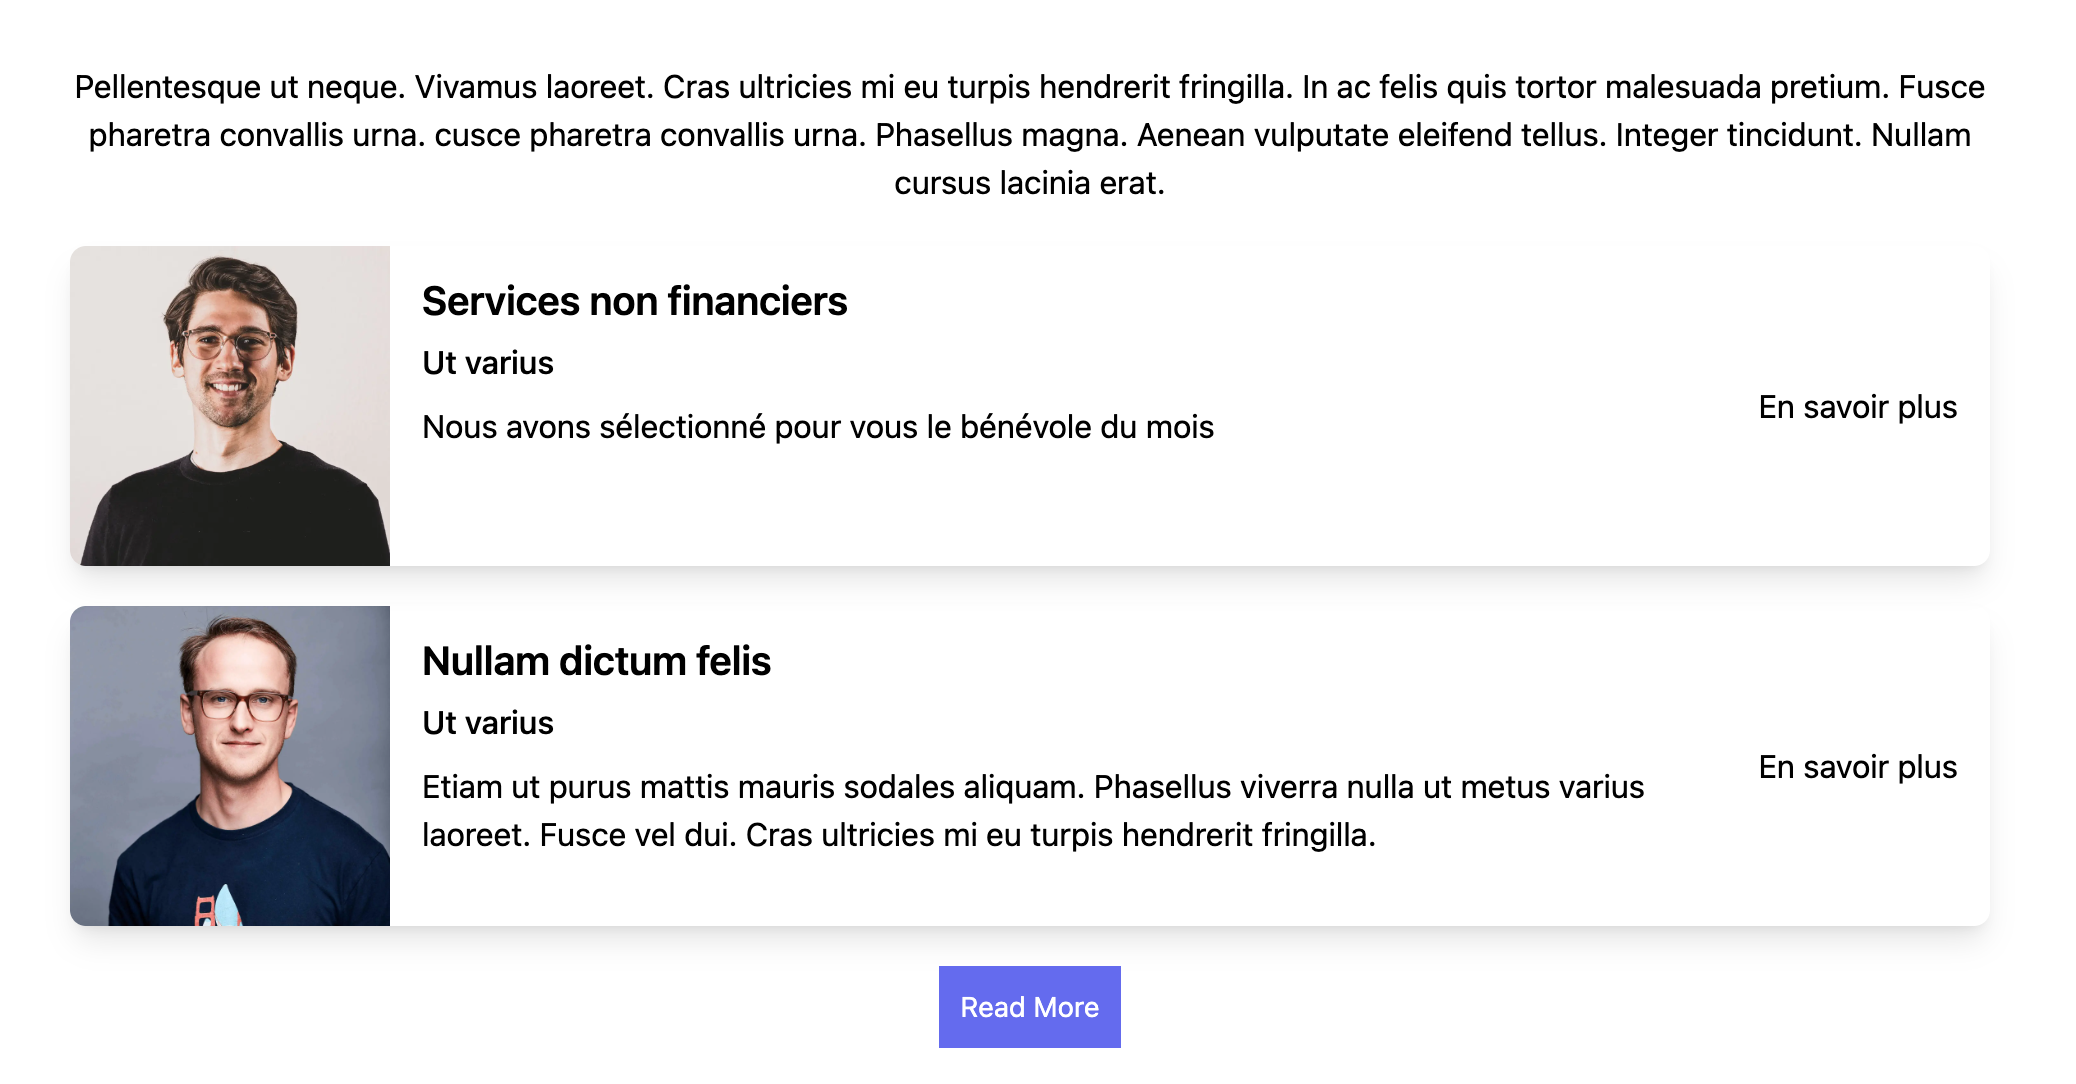 Pellentesque ut neque. Vivamus laoreet. Cras ultricies mi eu turpis hendrerit fringilla. In ac felis quis tortor malesuada pretium. Fusce
pharetra convallis urna. cusce pharetra convallis urna. Phasellus magna. Aenean vulputate eleifend tellus. Integer tincidunt. Nullam
cursus lacinia erat.
Services non financiers
Ut varius
Nous avons sélectionné pour vous le bénévole du mois
En savoir plus
Nullam dictum felis
Ut varius
Etiam ut purus mattis mauris sodales aliquam. Phasellus viverra nulla ut metus varius
laoreet. Fusce vel dui. Cras ultricies mi eu turpis hendrerit fringilla.
En savoir plus
Read More